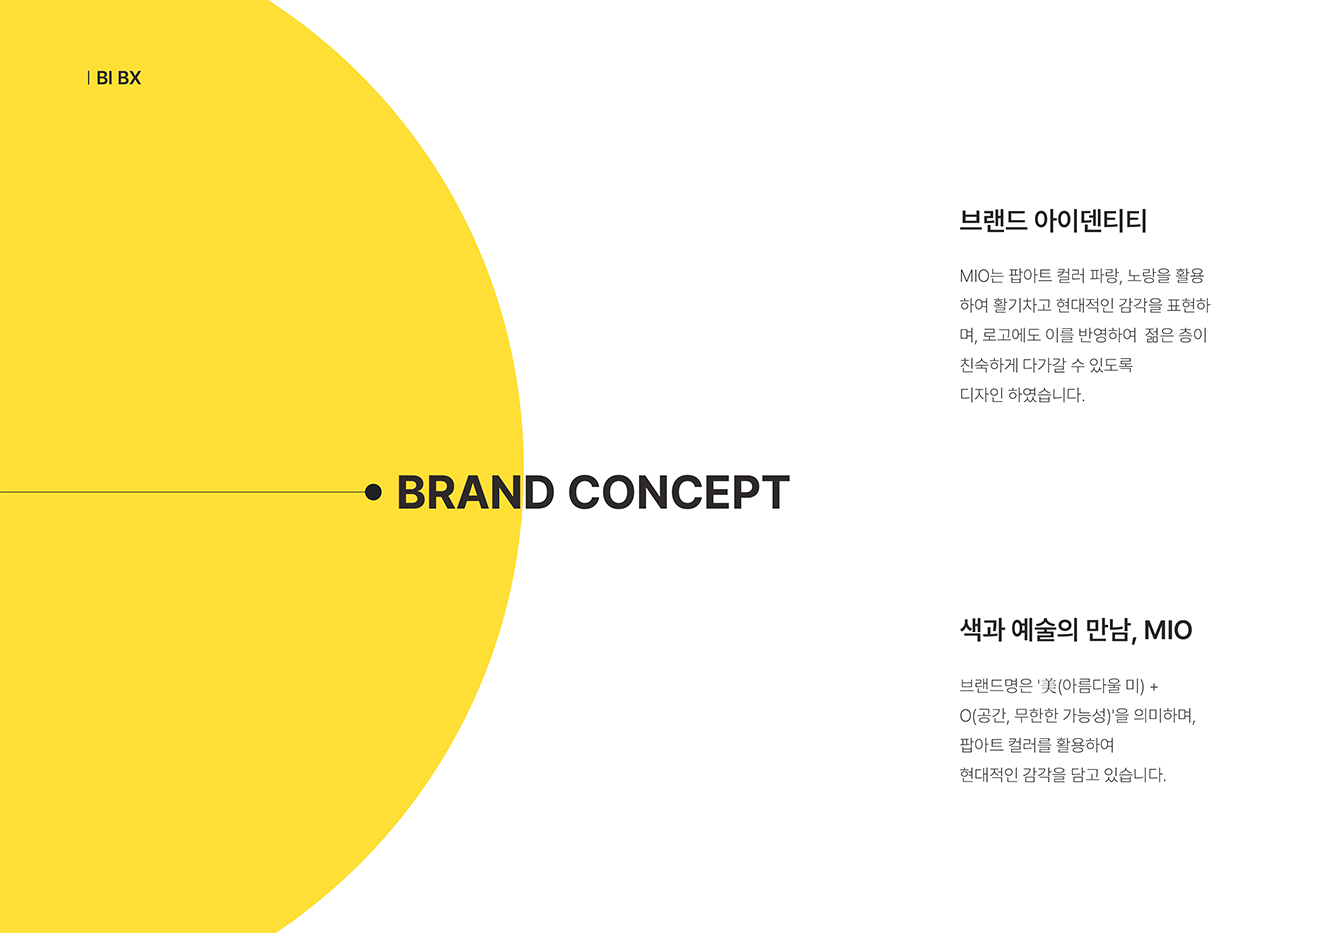 | BI BX
브랜드 아이덴티티
MIO는 팝아트 컬러 파랑, 노랑을 활용
하여 활기차고 현대적인 감각을 표현하
며, 로고에도 이를 반영하여 젊은 층이
친숙하게 다가갈 수 있도록
디자인 하였습니다.
BRAND CONCEPT
색과 예술의 만남, MIO
브랜드명은 '美(아름다울 미) +
O(공간, 무한한 가능성)'을 의미하며,
팝아트 컬러를 활용하여
현대적인 감각을 담고 있습니다.